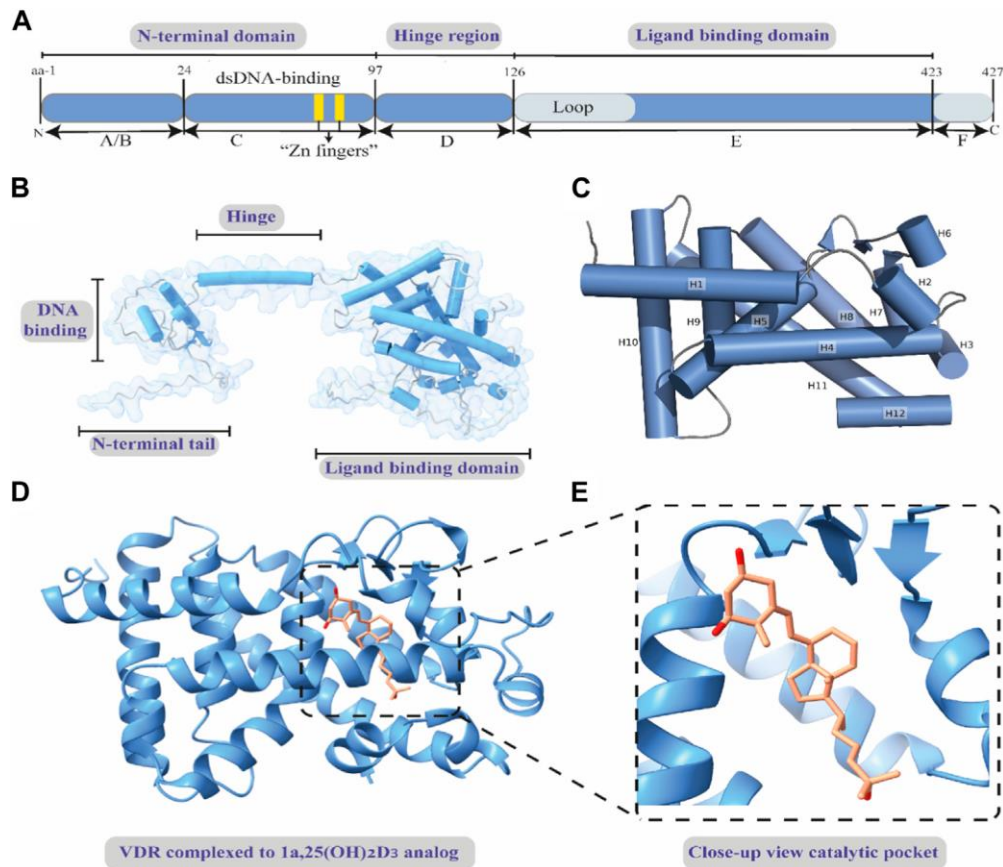 A
N-terminal domain Hinge region Ligand binding domain
aa-1 24 97 126 423 427
dsDNA-binding
Loop
N C
A/B C D E F
“Zn fingers”
B
Hinge
DNA
binding
N-terminal tail
Ligand binding domain
C
H6
H1 H2
H9 H5 H8 H7
H10 H4 H3
H11
H12
D
VDR complexed to 1a,25(OH)2D3 analog
E
Close-up view catalytic pocket